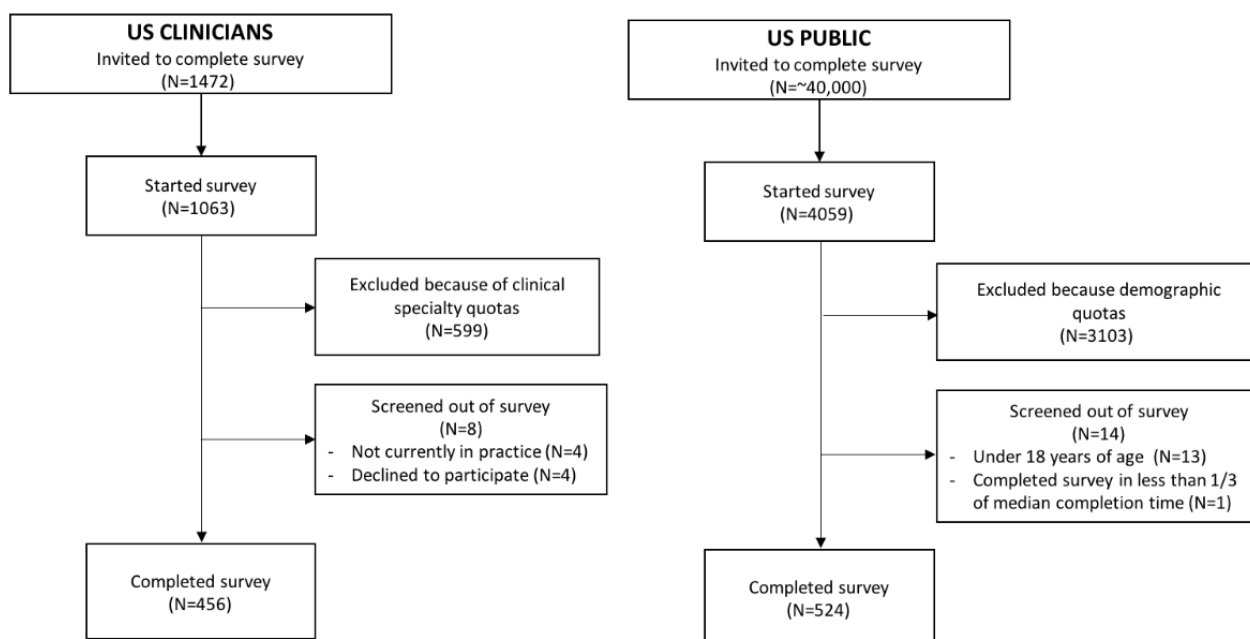 US CLINICIANS
Invited to complete survey
(N=1472)
Started survey
(N=1063)
Excluded because of clinical
specialty quotas
(N=599)
Screened out of survey
(N=8)
- Not currently in practice (N=4)
- Declined to participate (N=4)
Completed survey
(N=456)
US PUBLIC
Invited to complete survey
(N=~40,000)
Started survey
(N=4059)
Excluded because demographic
quotas
(N=3103)
Screened out of survey
(N=14)
- Under 18 years of age (N=13)
- Completed survey in less than 1/3
of median completion time (N=1)
Completed survey
(N=524)